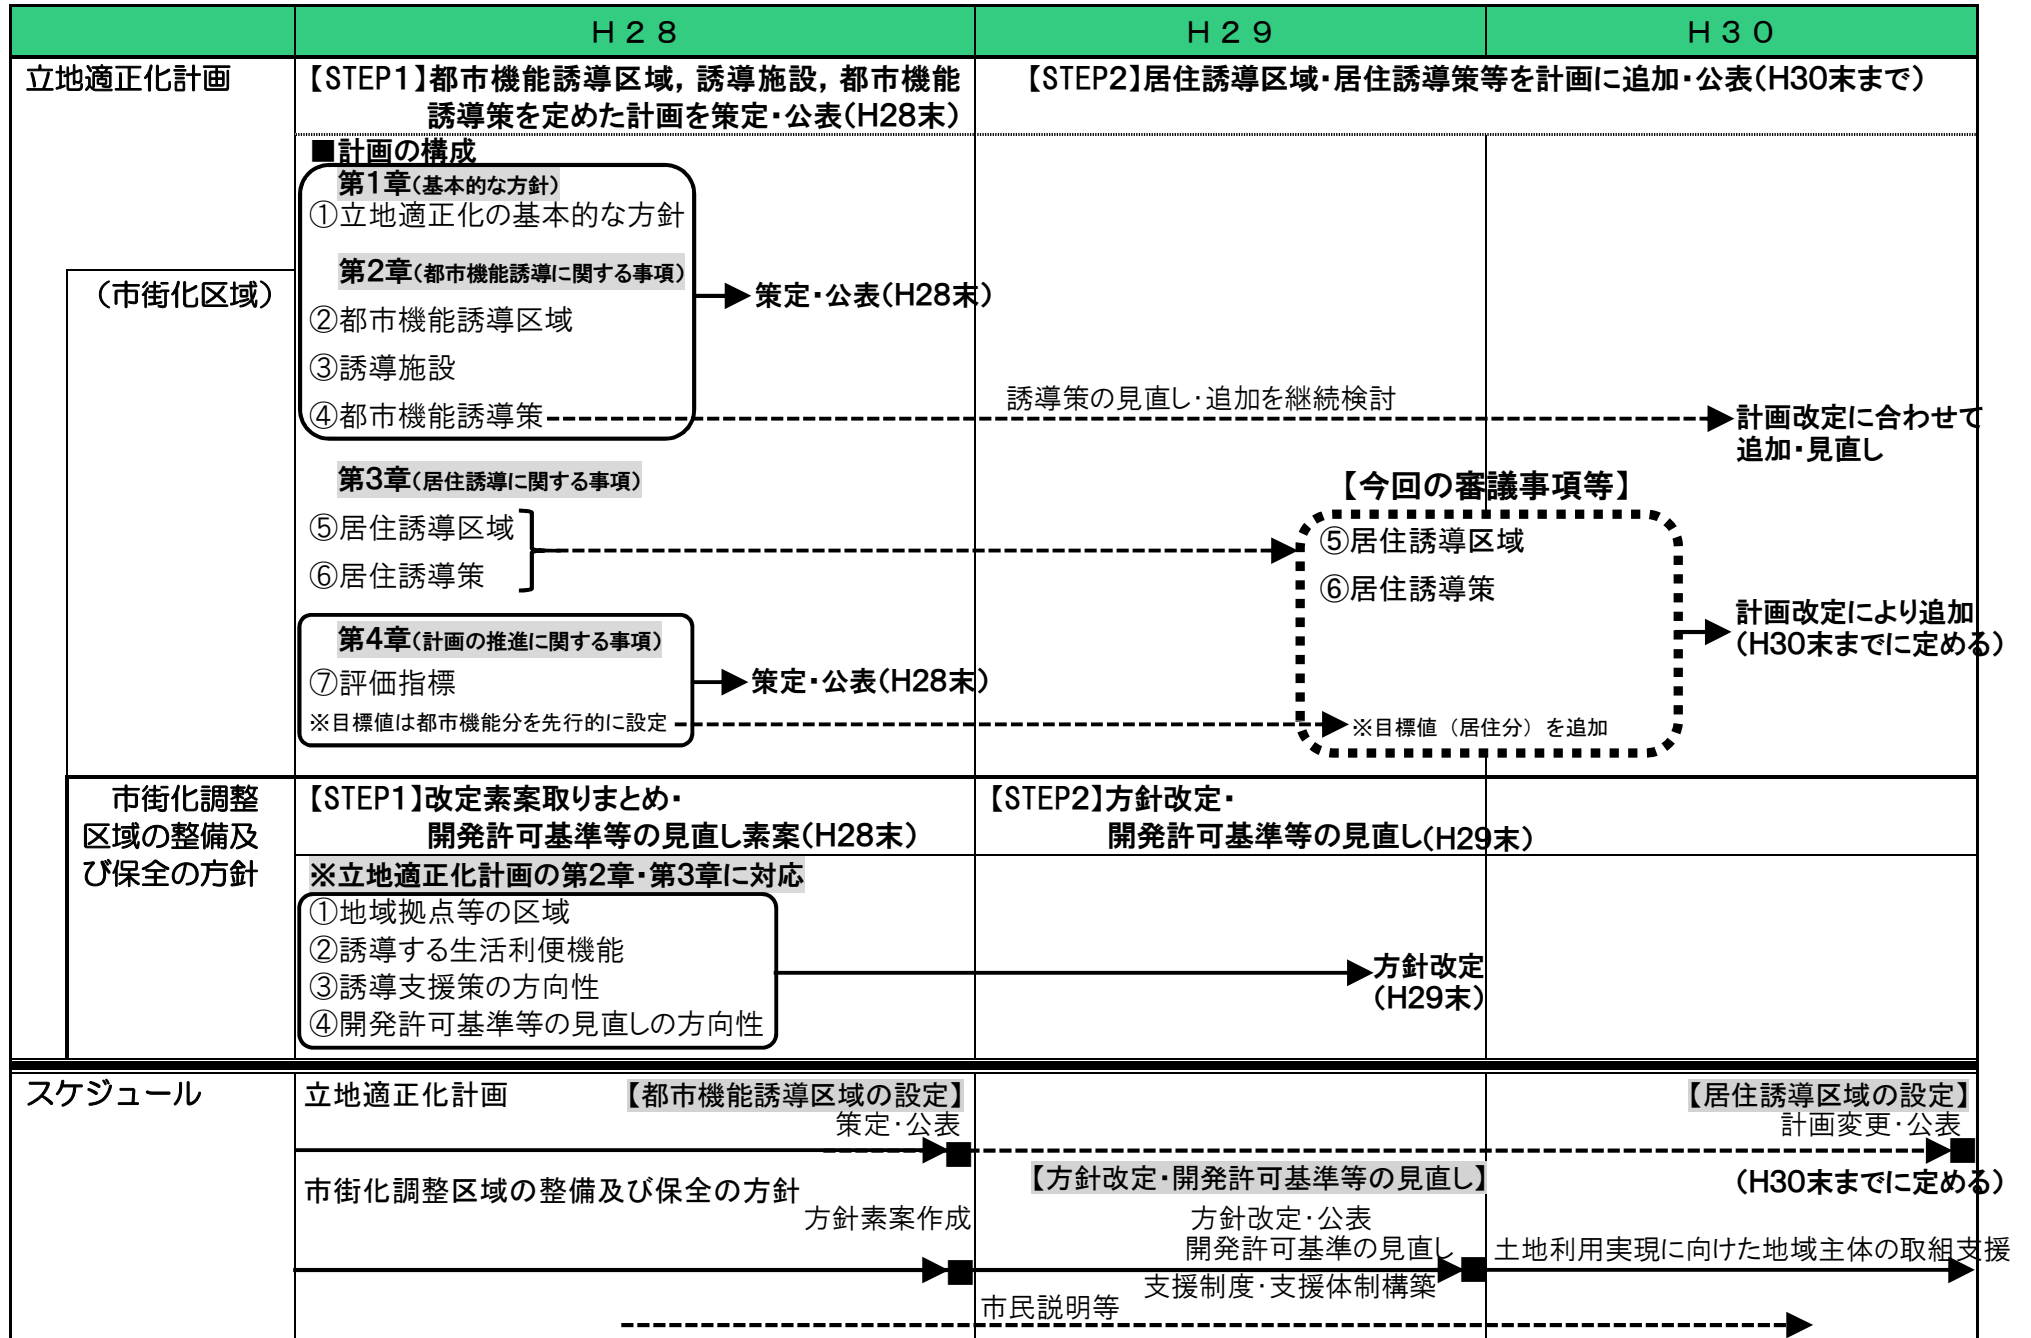 H28 H29 H30
立地適正化計画
【STEP1】都市機能誘導区域，誘導施設，都市機能
誘導策を定めた計画を策定・公表(H28末)
【STEP2】居住誘導区域・居住誘導策等を計画に追加・公表(H30末まで)
■計画の構成
第1章(基本的な方針)
①立地適正化の基本的な方針
第2章(都市機能誘導に関する事項)
（市街化区域）
策定・公表(H28末)
②都市機能誘導区域
③誘導施設
④都市機能誘導策
誘導策の見直し・追加を継続検討
計画改定に合わせて
追加・見直し
第3章(居住誘導に関する事項)
⑤居住誘導区域
⑥居住誘導策
【今回の審議事項等】
⑤居住誘導区域
⑥居住誘導策
計画改定により追加
(H30末までに定める)
第4章(計画の推進に関する事項)
⑦評価指標
策定・公表(H28末)
※目標値は都市機能分を先行的に設定
※目標値（居住分）を追加
市街化調整
区域の整備及
び保全の方針
【STEP1】改定素案取りまとめ・
開発許可基準等の見直し素案(H28末)
【STEP2】方針改定・
開発許可基準等の見直し(H29末)
※立地適正化計画の第2章・第3章に対応
①地域拠点等の区域
②誘導する生活利便機能
③誘導支援策の方向性
④開発許可基準等の見直しの方向性
方針改定
(H29末)
スケジュール
立地適正化計画
【都市機能誘導区域の設定】
策定・公表
【居住誘導区域の設定】
計画変更・公表
(H30末までに定める)
市街化調整区域の整備及び保全の方針
方針素案作成
【方針改定・開発許可基準等の見直し】
方針改定・公表
開発許可基準の見直し
支援制度・支援体制構築
土地利用実現に向けた地域主体の取組支援
市民説明等